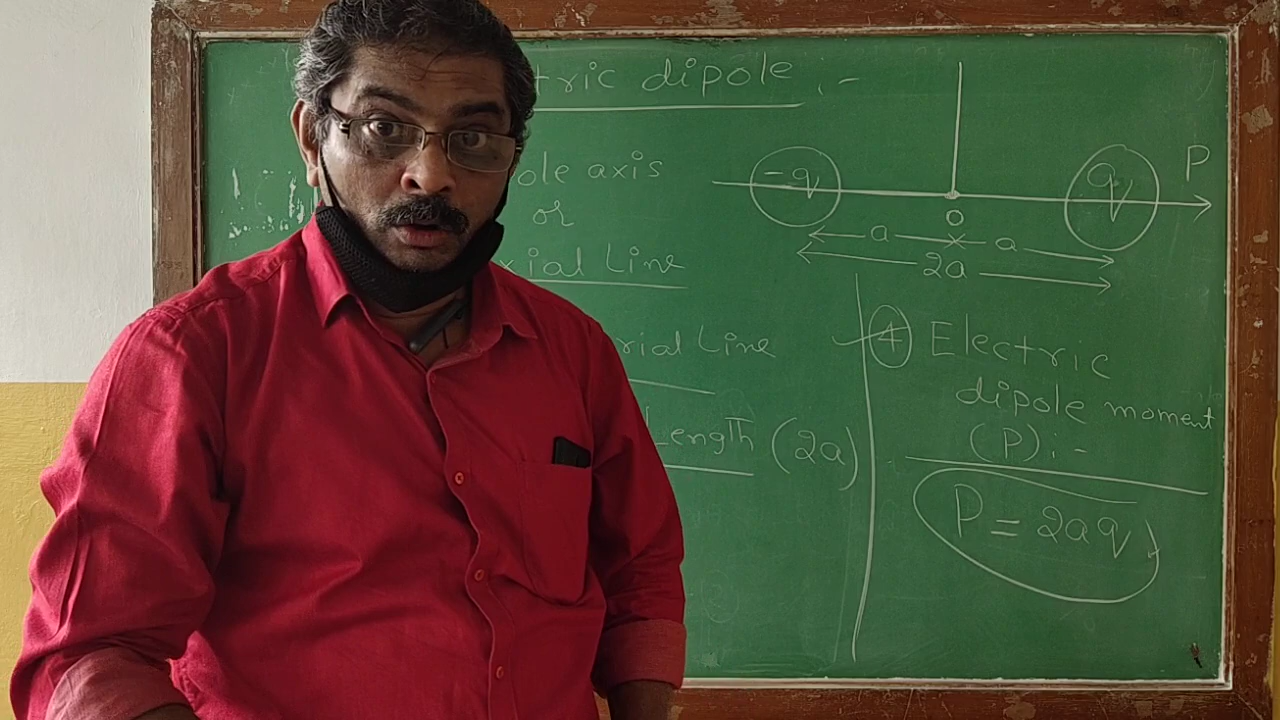 tric dipole :-
-q q P
O
a a
2a
ole axis
or
xial Line
rial Line
Length (2a)
4 Electric
dipole moment
(P) :-
P = 2aq